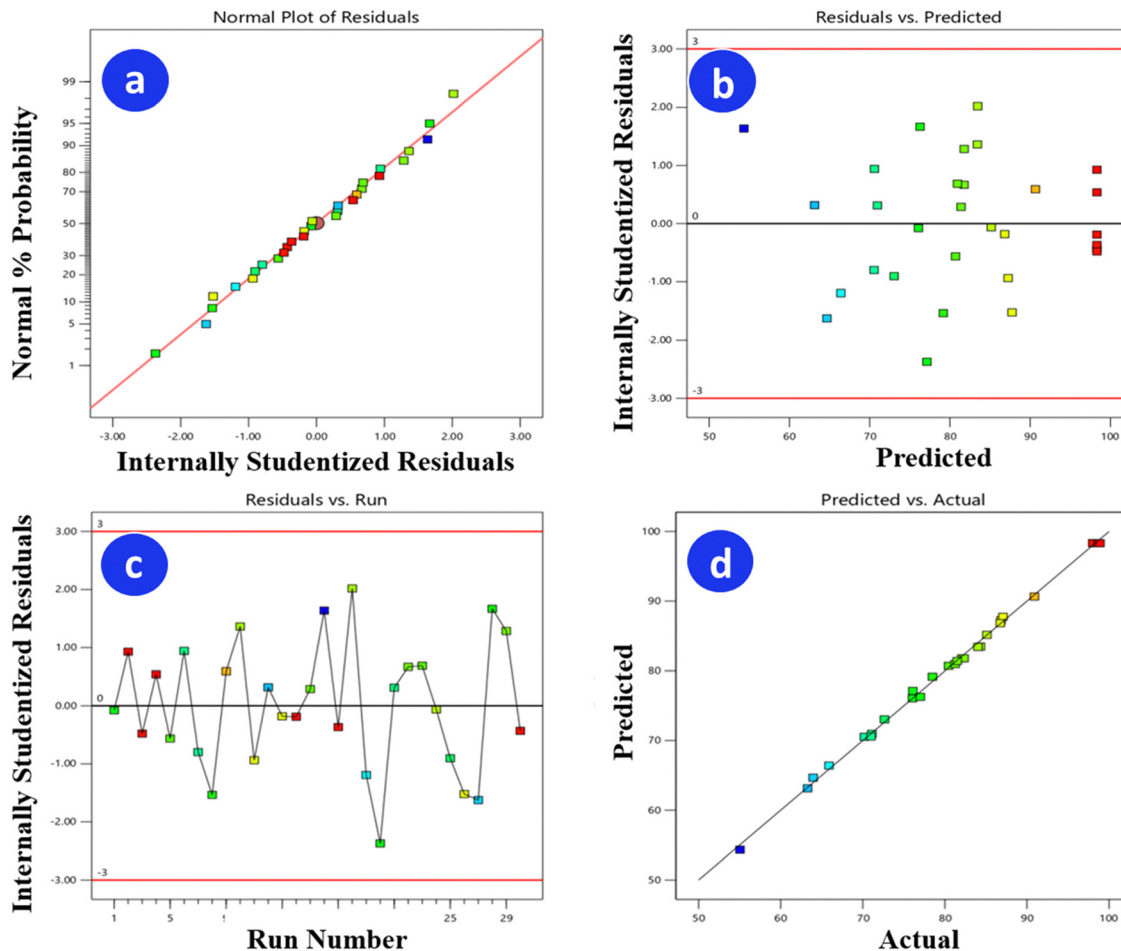 Normal Plot of Residuals
a
Normal % Probability
99
95
90
80
70
50
30
20
10
5
1
-3.00 -2.00 -1.00 0.00 1.00 2.00 3.00
Internally Studentized Residuals
Residuals vs. Predicted
b
Internally Studentized Residuals
3.00
2.00
1.00
0.00
-1.00
-2.00
-3.00
3
0
-3
50 60 70 80 90 100
Predicted
Residuals vs. Run
c
Internally Studentized Residuals
3.00
2.00
1.00
0.00
-1.00
-2.00
-3.00
3
0
-3
1 5 25 29
Run Number
Predicted vs. Actual
d
Predicted
100
90
80
70
60
50
50 60 70 80 90 100
Actual